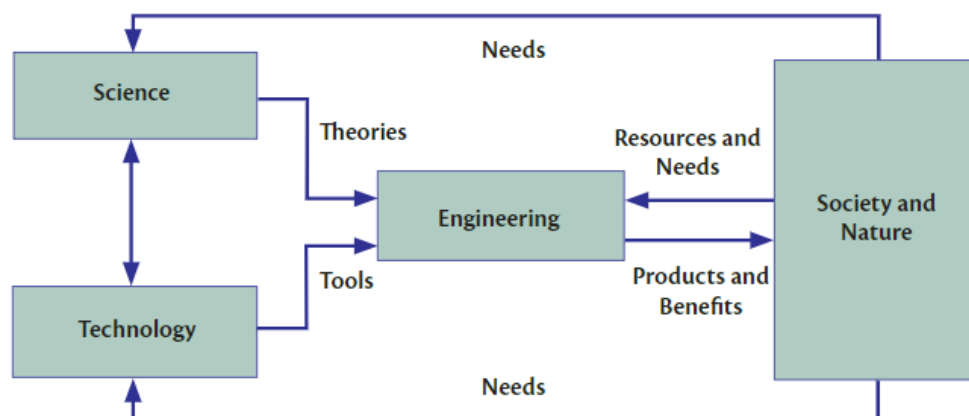 Needs
Science
Theories
Resources and
Needs
Engineering
Society and
Nature
Tools
Products and
Benefits
Technology
Needs